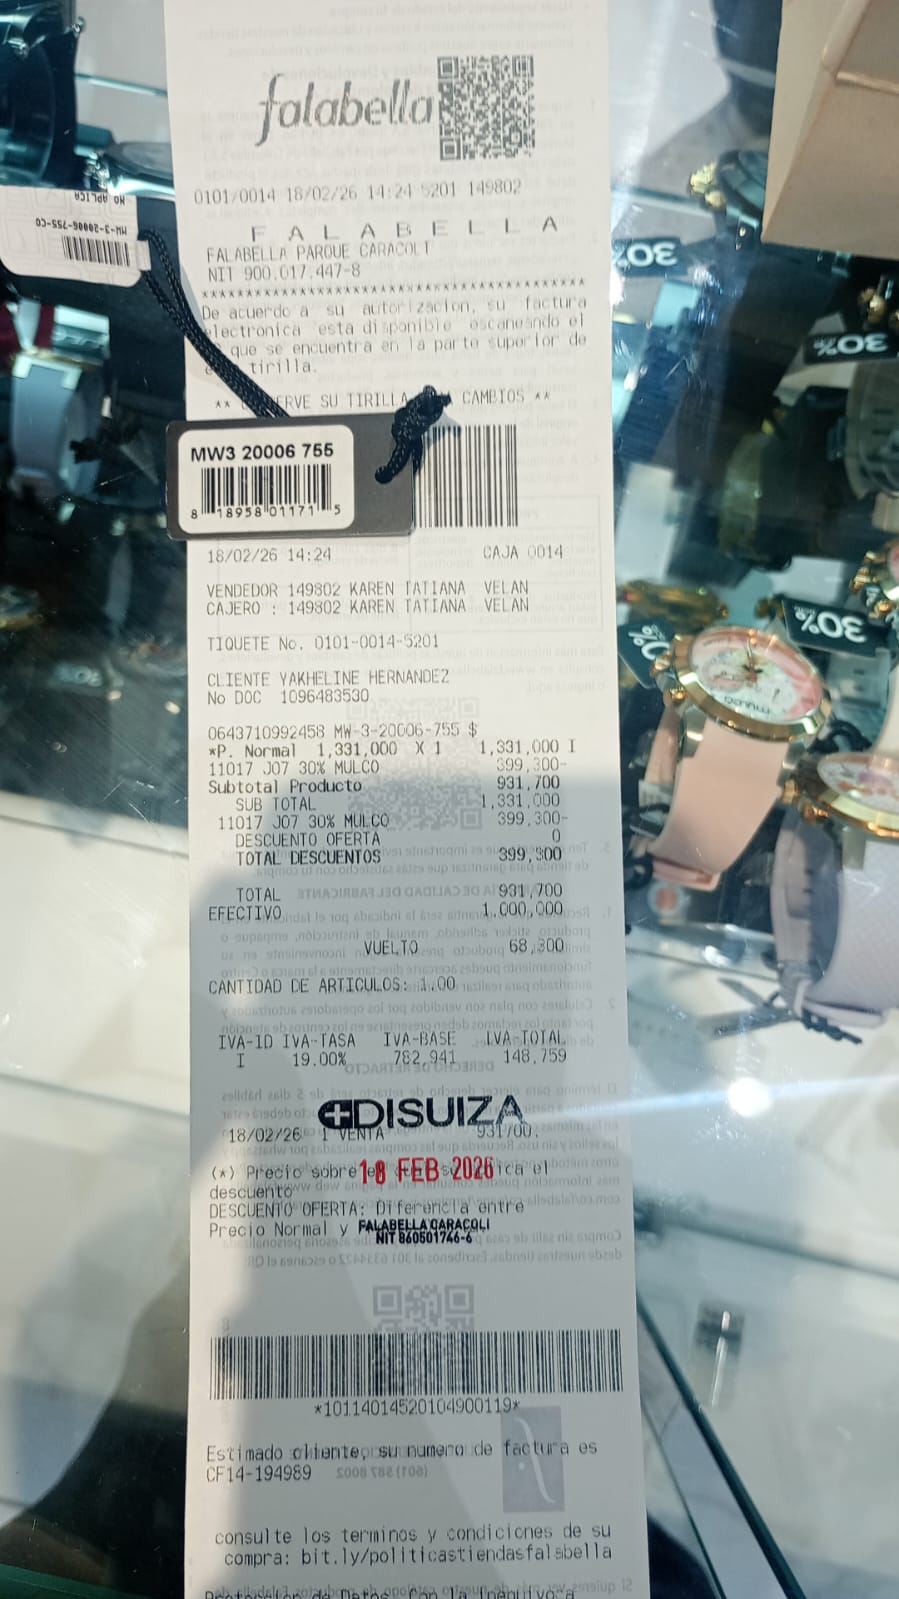 falabella
0101/0014 18/02/26 14:24 5201 149802
F A L A B E L L A
FALABELLA PARQUE CARACOLI
NIT 900.017.447-8
****************************************
De acuerdo a su autorizacion, su factura
electronica esta disponible escaneando el
que se encuentra en la parte superior de
tirilla.
** SU TIRILLA CAMBIOS **
NO APLICA
MW-3-20006-755-CO
MW3 20006 755
8 18958 01171 5
18/02/26 14:24 CAJA 0014
VENDEDOR 149802 KAREN TATIANA VELAN
CAJERO : 149802 KAREN TATIANA VELAN
TIQUETE No. 0101-0014-5201
CLIENTE YAKHELINE HERNANDEZ
No DOC 1096483530
0643710992458 MW-3-20006-755 $
*P. Normal 1,331,000 X 1 1,331,000 I
11017 J07 30% MULCO 399,300-
Subtotal Producto 931,700
SUB TOTAL 1,331,000
11017 J07 30% MULCO 399,300-
DESCUENTO OFERTA 0
TOTAL DESCUENTOS 399,300
TOTAL 931,700
EFECTIVO 1,000,000
VUELTO 68,300
CANTIDAD DE ARTICULOS: 1.00
IVA-ID IVA-TASA IVA-BASE IVA-TOTAL
I 19.00% 782,941 148,759
DISUIZA
18/02/26 1 VENTA 931700.
(*) Precio sobre el ica el
18 FEB 2026
descuento
DESCUENTO OFERTA: Diferencia entre
Precio Normal y
FALABELLA CARACOLI
NIT 860501746-6
*10114014520104900119*
Estimado cliente, su numero de factura es
CF14-194989
consulte los terminos y condiciones de su
compra: bit.ly/politicastiendasfalabella
30%
30%
30%